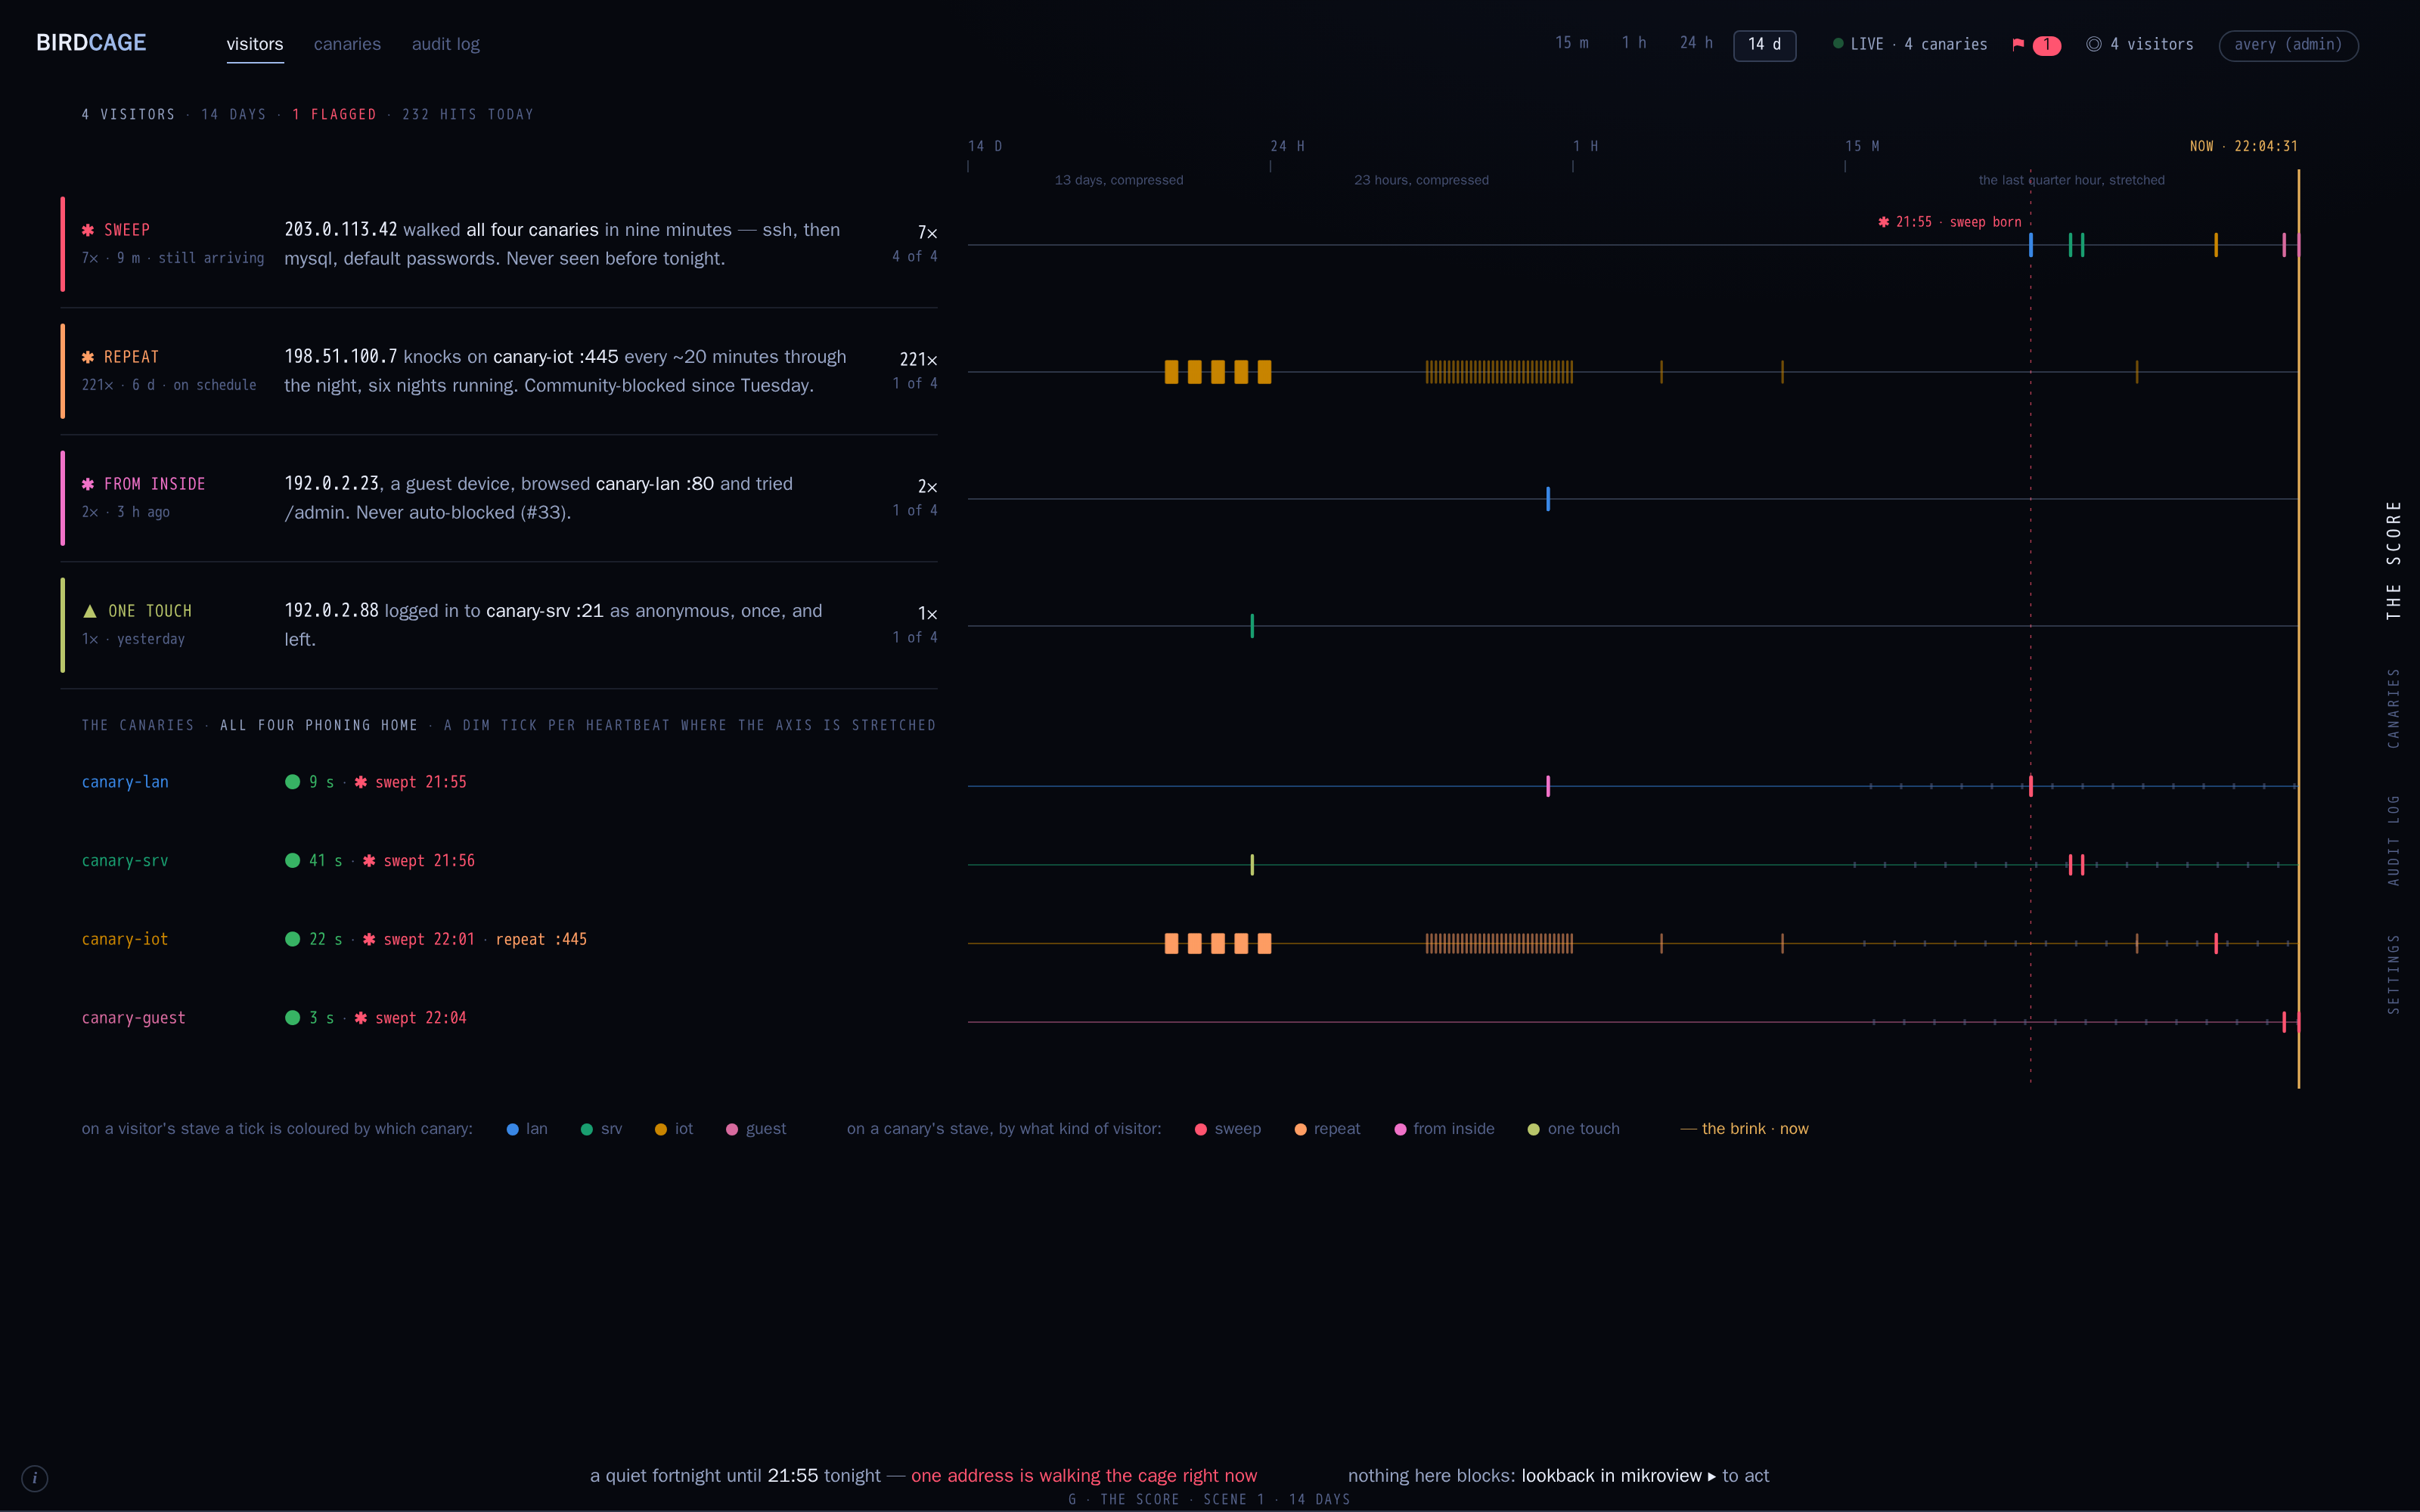 BIRDCAGE visitors canaries audit log 15 m 1 h 24 h 14 d LIVE · 4 canaries 1 4 visitors avery (admin)
4 VISITORS · 14 DAYS · 1 FLAGGED · 232 HITS TODAY
14 D 24 H 1 H 15 M NOW · 22:04:31
13 days, compressed 23 hours, compressed the last quarter hour, stretched
✱ 21:55 · sweep born
✱ SWEEP 203.0.113.42 walked all four canaries in nine minutes — ssh, then 7×
7× · 9 m · still arriving mysql, default passwords. Never seen before tonight. 4 of 4
✱ REPEAT 198.51.100.7 knocks on canary-iot :445 every ~20 minutes through 221×
221× · 6 d · on schedule the night, six nights running. Community-blocked since Tuesday. 1 of 4
✱ FROM INSIDE 192.0.2.23, a guest device, browsed canary-lan :80 and tried 2×
2× · 3 h ago /admin. Never auto-blocked (#33). 1 of 4
▲ ONE TOUCH 192.0.2.88 logged in to canary-srv :21 as anonymous, once, and 1×
1× · yesterday left. 1 of 4
THE CANARIES · ALL FOUR PHONING HOME · A DIM TICK PER HEARTBEAT WHERE THE AXIS IS STRETCHED
canary-lan 9 s · ✱ swept 21:55
canary-srv 41 s · ✱ swept 21:56
canary-iot 22 s · ✱ swept 22:01 · repeat :445
canary-guest 3 s · ✱ swept 22:04
on a visitor's stave a tick is coloured by which canary: lan srv iot guest on a canary's stave, by what kind of visitor: sweep repeat from inside one touch — the brink · now
THE SCORE
CANARIES
AUDIT LOG
SETTINGS
i a quiet fortnight until 21:55 tonight — one address is walking the cage right now nothing here blocks: lookback in mikroview ▸ to act
G · THE SCORE · SCENE 1 · 14 DAYS